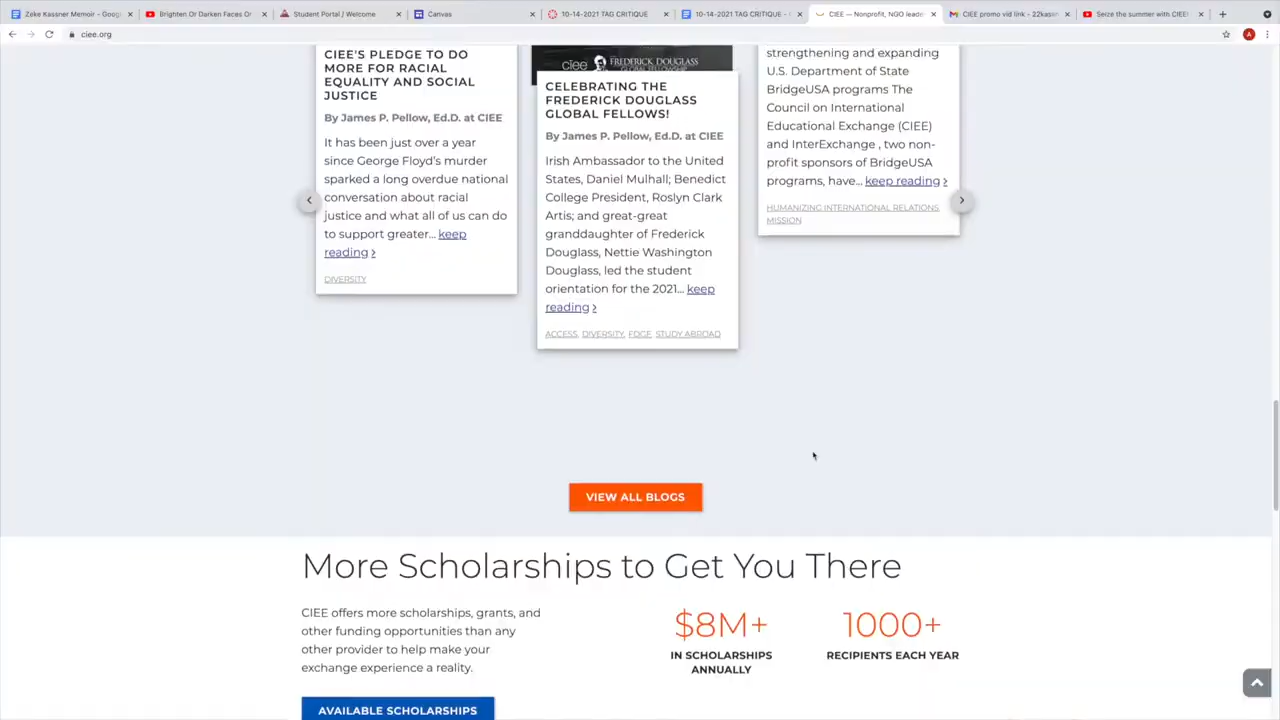 Zeke Kassner Memoir - Goog
Brighten Or Darken Faces On
Student Portal / Welcome
Canvas
10-14-2021 TAG CRITIQUE
10-14-2021 TAG CRITIQUE - G
CIEE — Nonprofit, NGO leade
CIEE promo vid link - 22kassn
Seize the summer with CIEE!
ciee.org
A
CIEE'S PLEDGE TO DO
MORE FOR RACIAL
EQUALITY AND SOCIAL
JUSTICE
By James P. Pellow, Ed.D. at CIEE
It has been just over a year
since George Floyd's murder
sparked a long overdue national
conversation about racial
justice and what all of us can do
to support greater... keep
reading ›
DIVERSITY
ciee FREDERICK DOUGLASS
GLOBAL FELLOWSHIP
CELEBRATING THE
FREDERICK DOUGLASS
GLOBAL FELLOWS!
By James P. Pellow, Ed.D. at CIEE
Irish Ambassador to the United
States, Daniel Mulhall; Benedict
College President, Roslyn Clark
Artis; and great-great
granddaughter of Frederick
Douglass, Nettie Washington
Douglass, led the student
orientation for the 2021... keep
reading ›
ACCESS, DIVERSITY, FDGF, STUDY ABROAD
strengthening and expanding
U.S. Department of State
BridgeUSA programs The
Council on International
Educational Exchange (CIEE)
and InterExchange , two non-
profit sponsors of BridgeUSA
programs, have... keep reading ›
HUMANIZING INTERNATIONAL RELATIONS,
MISSION
VIEW ALL BLOGS
More Scholarships to Get You There
CIEE offers more scholarships, grants, and
other funding opportunities than any
other provider to help make your
exchange experience a reality.
$8M+
IN SCHOLARSHIPS
ANNUALLY
1000+
RECIPIENTS EACH YEAR
AVAILABLE SCHOLARSHIPS